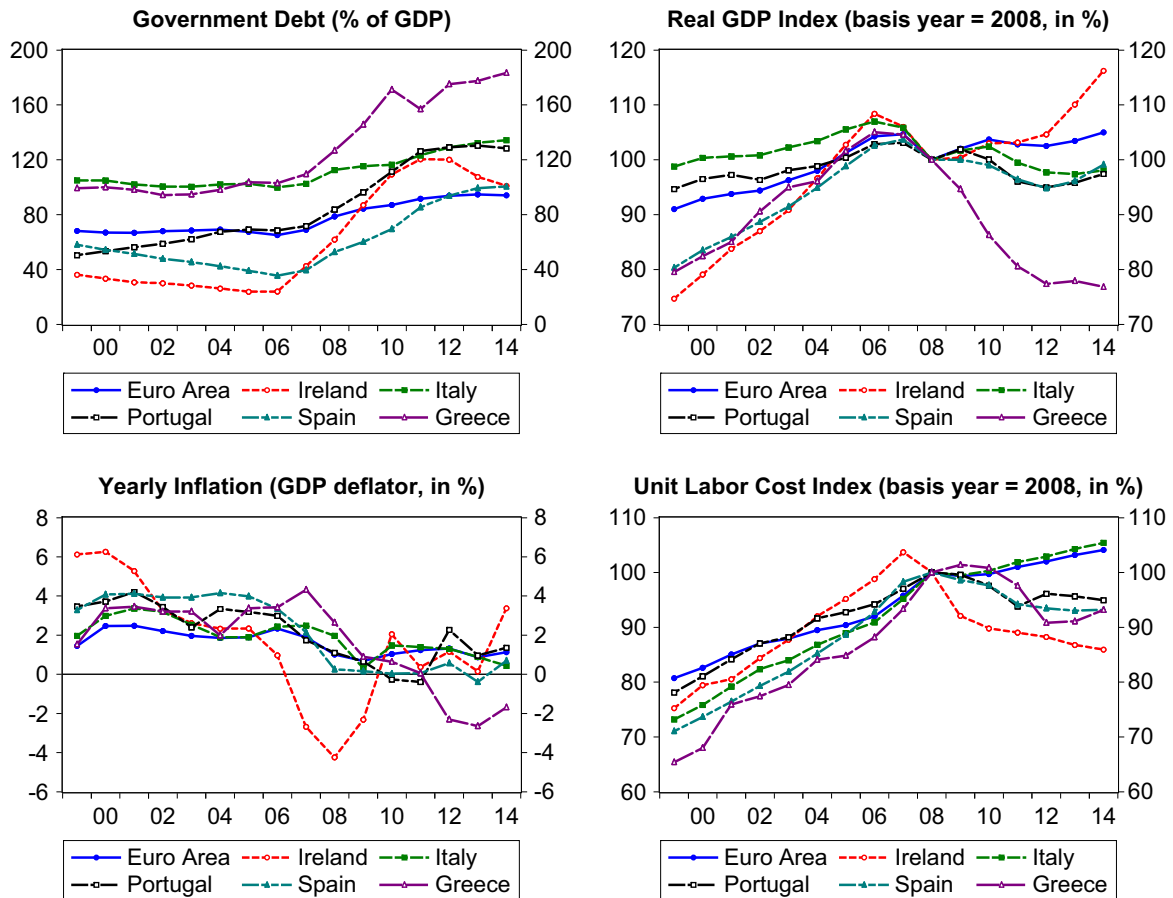 Government Debt (% of GDP)
200 200
160 160
120 120
80 80
40 40
0 0
00 02 04 06 08 10 12 14
Euro Area Ireland Italy
Portugal Spain Greece
Real GDP Index (basis year = 2008, in %)
120 120
110 110
100 100
90 90
80 80
70 70
00 02 04 06 08 10 12 14
Euro Area Ireland Italy
Portugal Spain Greece
Yearly Inflation (GDP deflator, in %)
8 8
6 6
4 4
2 2
0 0
-2 -2
-4 -4
-6 -6
00 02 04 06 08 10 12 14
Euro Area Ireland Italy
Portugal Spain Greece
Unit Labor Cost Index (basis year = 2008, in %)
110 110
100 100
90 90
80 80
70 70
60 60
00 02 04 06 08 10 12 14
Euro Area Ireland Italy
Portugal Spain Greece